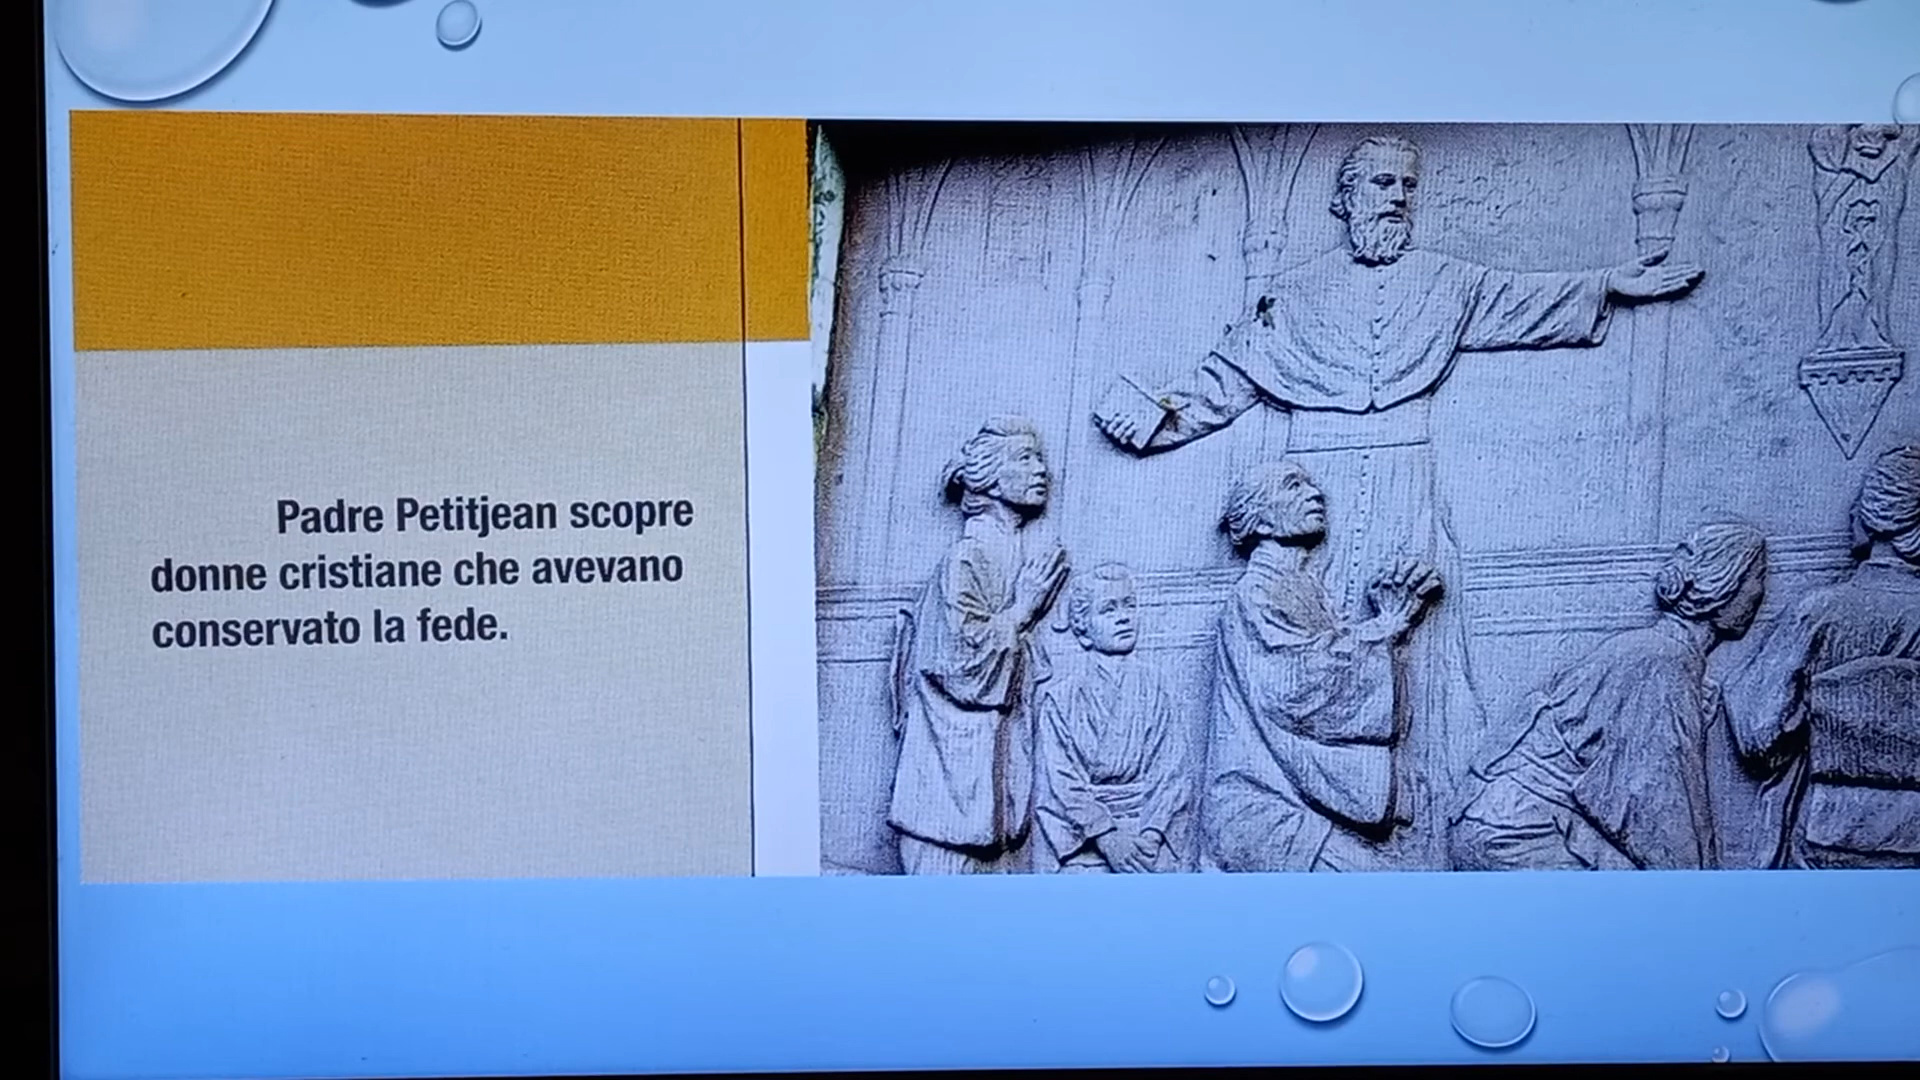 Padre Petitjean scopre
donne cristiane che avevano
conservato la fede.